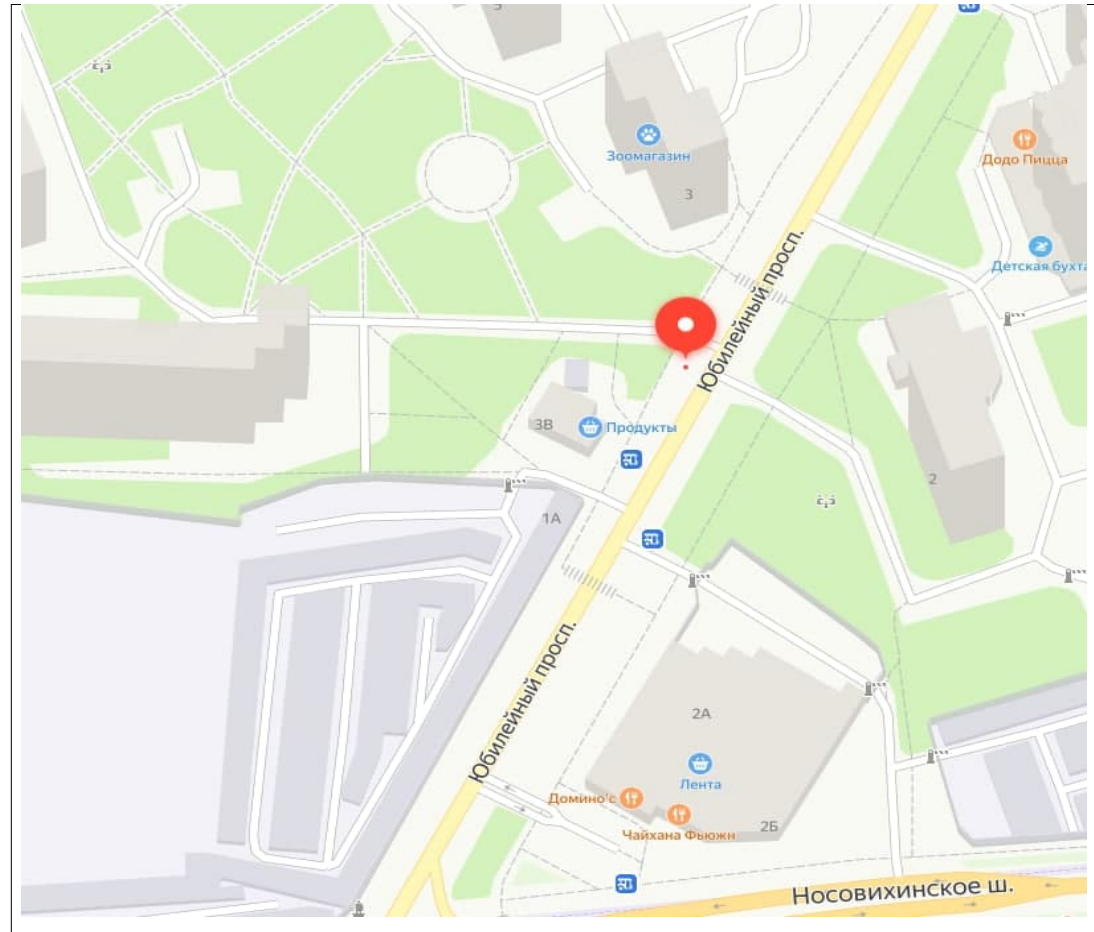 5
Зоомагазин
3
Додо Пицца
Детская бухта
Юбилейный просп.
3В
Продукты
2
1А
Юбилейный просп.
2А
Лента
Домино'с
Чайхана Фьюжн
2Б
Носовихинское ш.